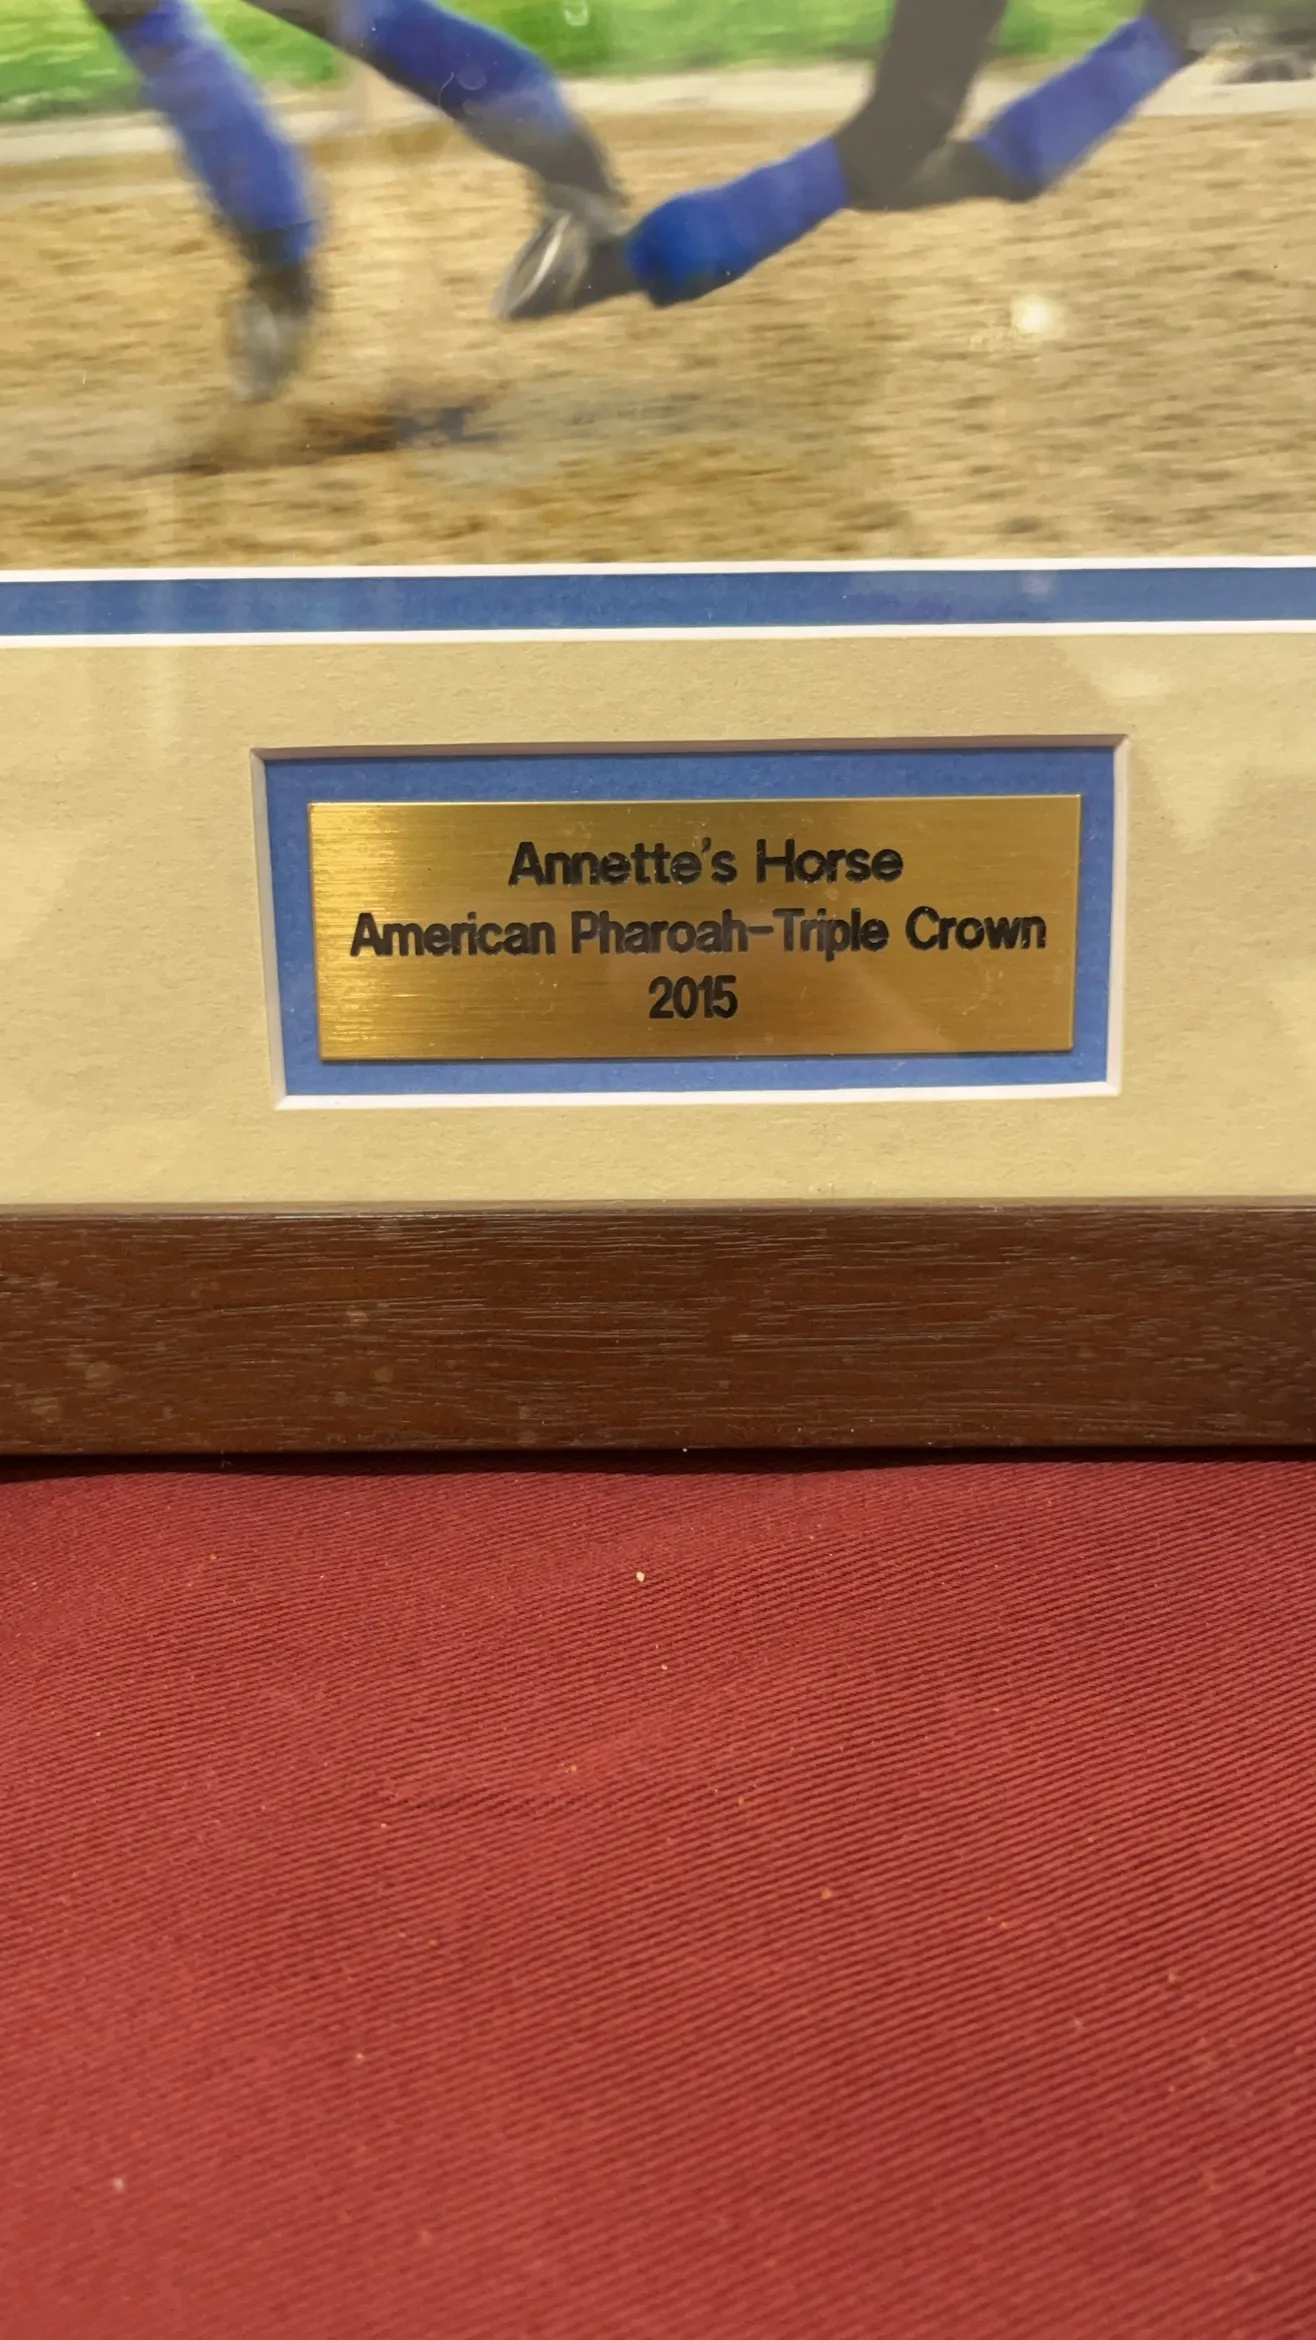 Annette's Horse
American Pharoah-Triple Crown
2015